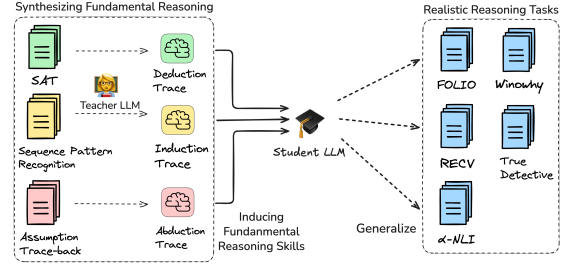 Synthesizing Fundamental Reasoning
SAT
Deduction
Trace
Teacher LLM
Sequence Pattern
Recognition
Induction
Trace
Assumption
Trace-back
Abduction
Trace
Student LLM
Inducing
Fundanmental
Reasoning Skills
Generalize
Realistic Reasoning Tasks
FOLIO
Winowhy
RECV
True
Detective
α-NLI